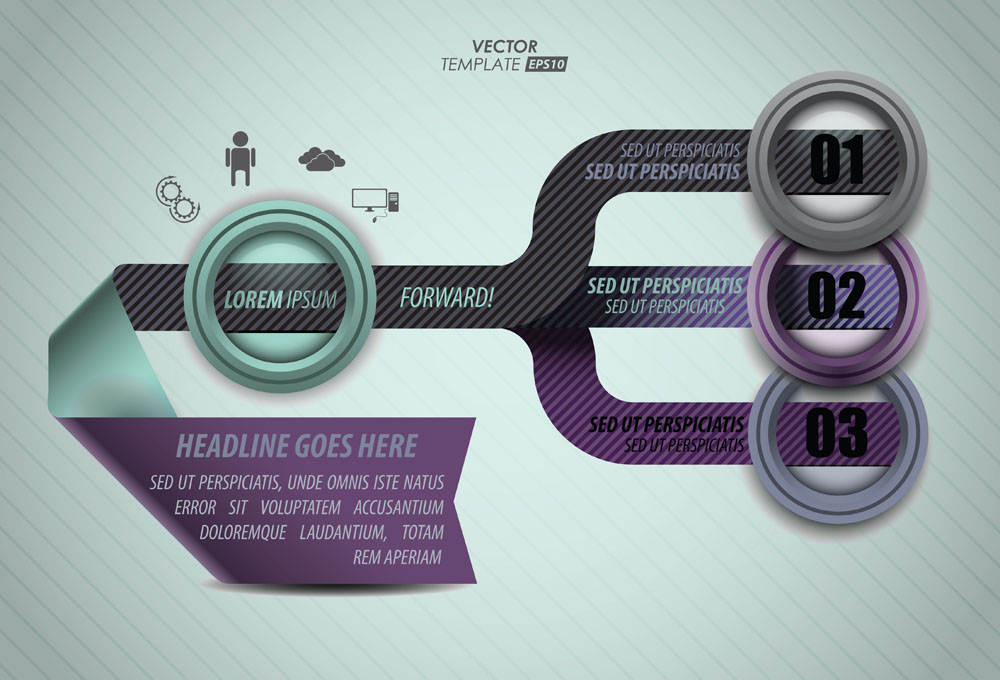 VECTOR
TEMPLATE EPS10
LOREM IPSUM
FORWARD!
SED UT PERSPICIATIS
SED UT PERSPICIATIS
01
SED UT PERSPICIATIS
SED UT PERSPICIATIS
02
SED UT PERSPICIATIS
SED UT PERSPICIATIS
03
HEADLINE GOES HERE
SED UT PERSPICIATIS, UNDE OMNIS ISTE NATUS
ERROR SIT VOLUPTATEM ACCUSANTIUM
DOLOREMQUE LAUDANTIUM, TOTAM
REM APERIAM